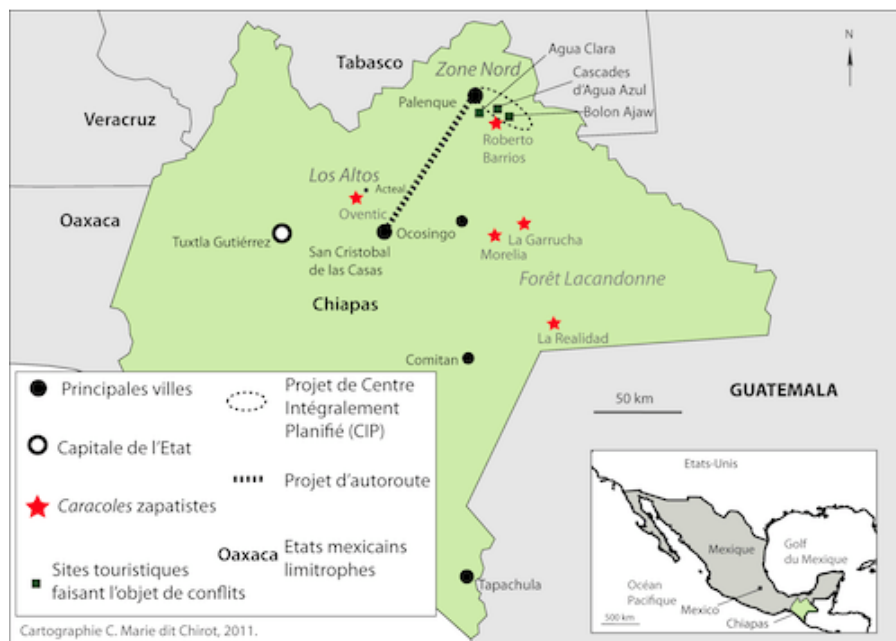 N
Agua Clara
Tabasco
Zone Nord
Cascades
d'Agua Azul
Palenque
Bolon Ajaw
Veracruz
Roberto
Barrios
Los Altos
Acteal
Oaxaca
Oventic
Tuxtla Gutiérrez
Ocosingo
La Garrucha
San Cristobal
de las Casas
Morelia
Forêt Lacandonne
Chiapas
La Realidad
Comitan
GUATEMALA
50 km
Principales villes
Projet de Centre
Intégralement
Planifié (CIP)
Capitale de l'Etat
Projet d'autoroute
Caracoles zapatistes
Oaxaca Etats mexicains
limitrophes
Sites touristiques
faisant l'objet de conflits
Tapachula
Etats-Unis
Mexique
Golf
du Mexique
Océan
Pacifique
Mexico
500 km
Chiapas
Cartographie C. Marie dit Chirot, 2011.